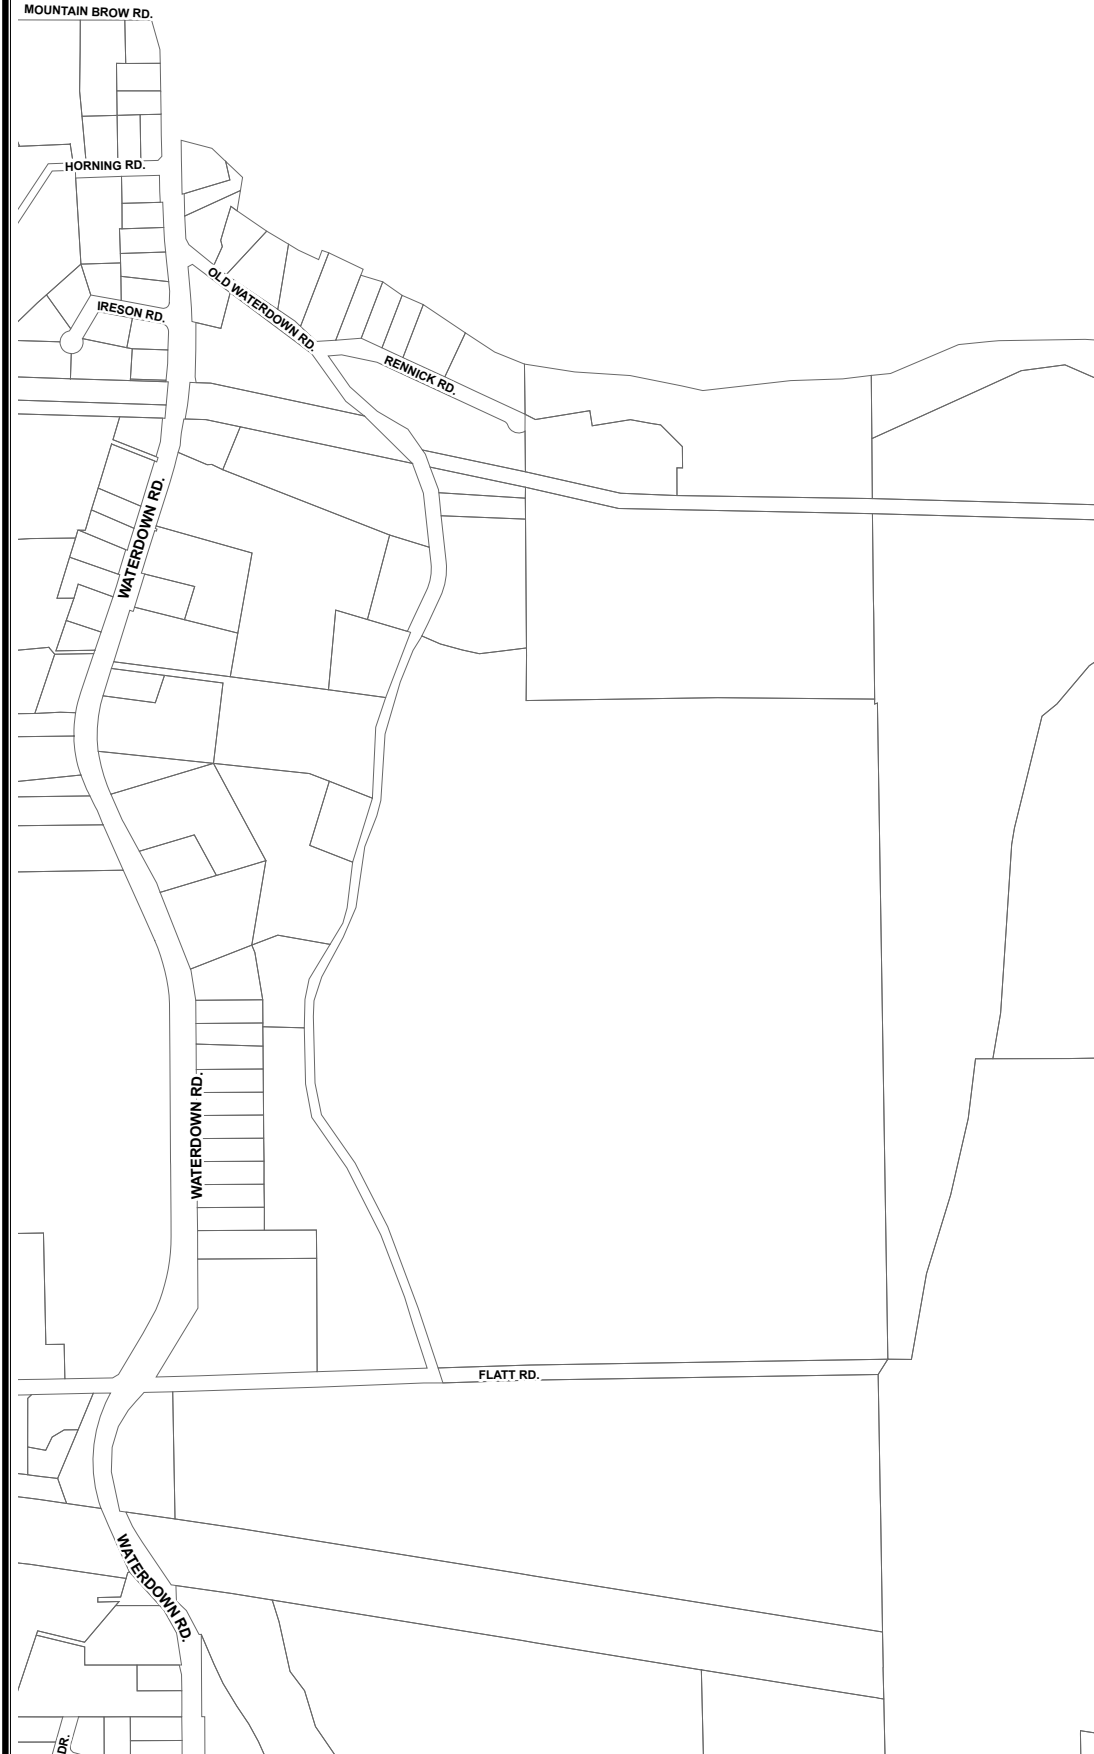 MOUNTAIN BROW RD.
HORNING RD.
OLD WATERDOWN RD.
IRESON RD.
RENNICK RD.
WATERDOWN RD.
WATERDOWN RD.
FLATT RD.
WATERDOWN RD.
DR.